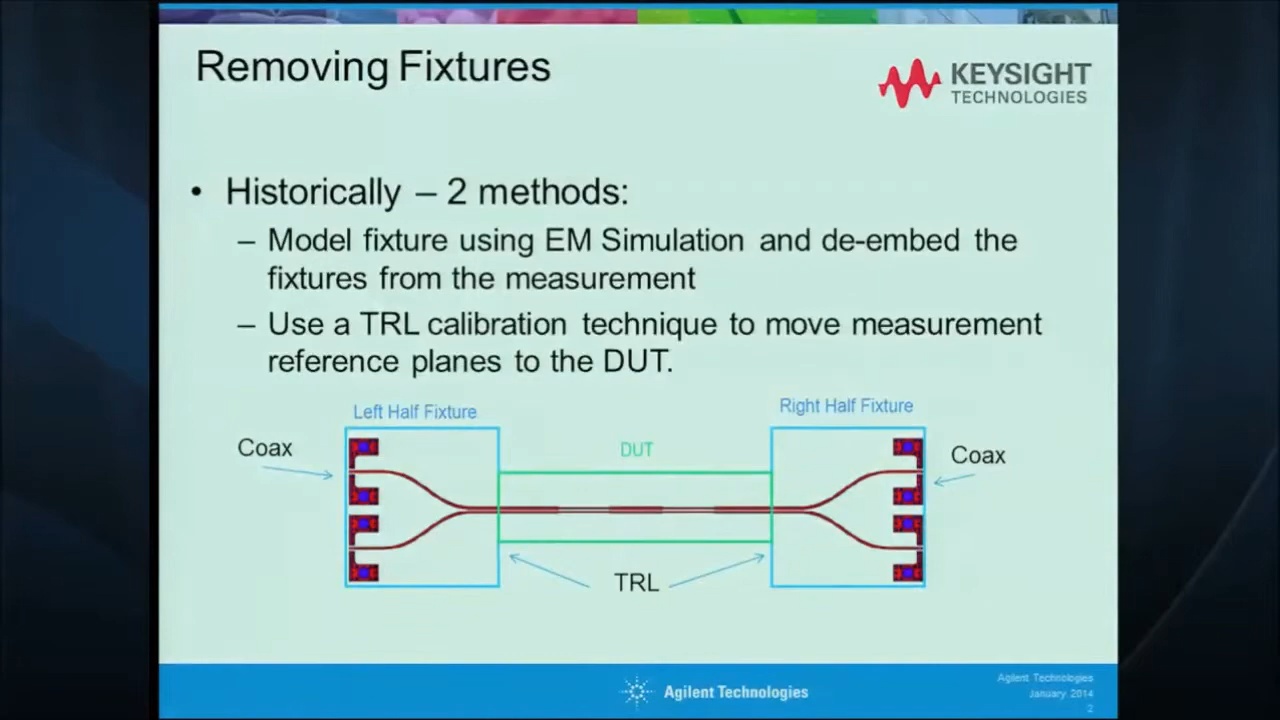 Removing Fixtures
KEYSIGHT
TECHNOLOGIES
• Historically – 2 methods:
– Model fixture using EM Simulation and de-embed the
fixtures from the measurement
– Use a TRL calibration technique to move measurement
reference planes to the DUT.
Left Half Fixture
Right Half Fixture
Coax
DUT
Coax
TRL
Agilent Technologies
Agilent Technologies
January 2014
2